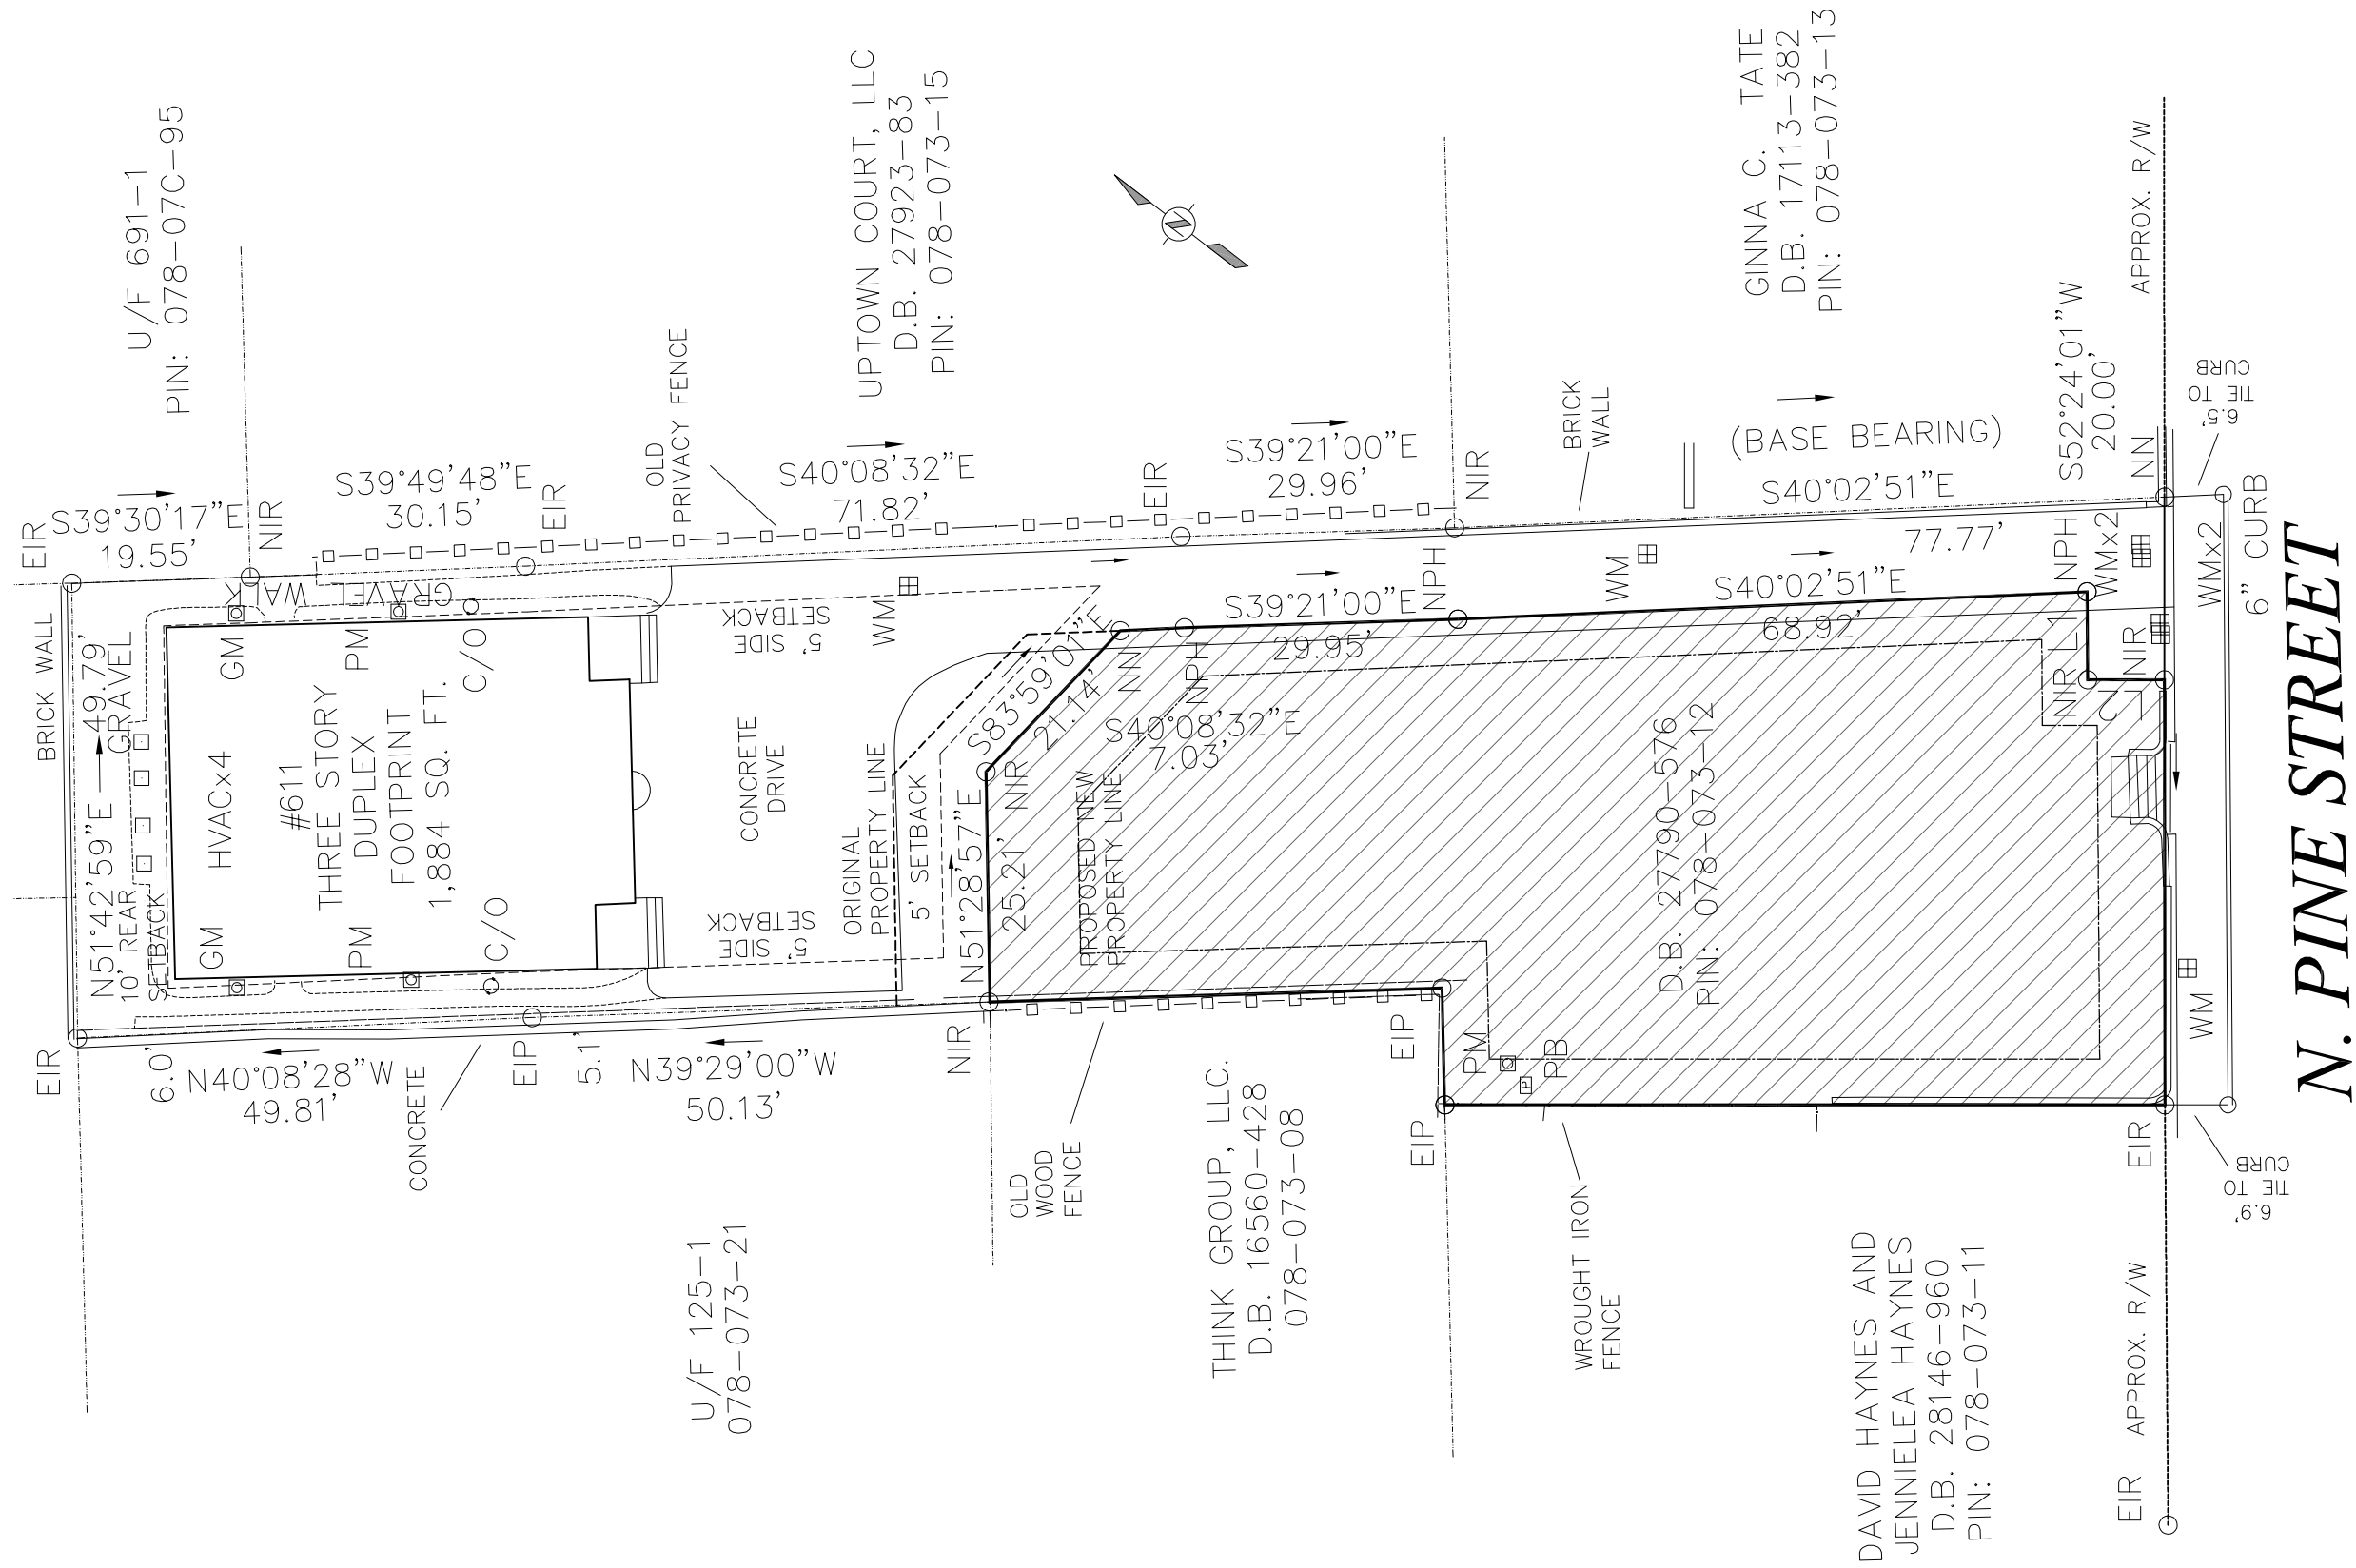 U/F 691-1
PIN: 078-07C-95
UPTOWN COURT, LLC
D.B. 27923-83
PIN: 078-073-15
GINNA C. TATE
D.B. 17113-382
PIN: 078-073-13
APPROX. R/W
EIR
S39°30'17"E
19.55'
NIR
S39°49'48"E
30.15'
EIR
OLD
PRIVACY FENCE
S40°08'32"E
71.82'
EIR
S39°21'00"E
29.96'
NIR
BRICK
WALL
(BASE BEARING)
S40°02'51"E
77.77'
S52°24'01"W
20.00'
NN
6.5'
TIE TO
CURB
BRICK WALL
GRAVEL WALK
N51°42'59"E
49.79'
GRAVEL
10' REAR
SETBACK
GM
PM
C/O
HVACx4
#611
THREE STORY
DUPLEX
FOOTPRINT
1,884 SQ. FT.
GM
PM
C/O
5' SIDE
SETBACK
WM
CONCRETE
DRIVE
5' SIDE
SETBACK
ORIGINAL
PROPERTY LINE
5' SETBACK
S83°59'01"E
21.14'
N51°28'57"E
25.21'
NIR
NN
NPH
S40°08'32"E
7.03'
PROPOSED NEW
PROPERTY LINE
S39°21'00"E
29.95'
NPH
WM
S40°02'51"E
68.92'
NPH
WMx2
L1
NIR
NIR
L2
WMx2
6" CURB
D.B. 27790-576
PIN: 078-073-12
WM
EIR
6.0'
N40°08'28"W
49.81'
CONCRETE
EIP
5.1'
N39°29'00"W
50.13'
NIR
OLD
WOOD
FENCE
EIP
PM
P
PB
EIP
WROUGHT IRON
FENCE
EIR
6.9'
TIE TO
CURB
U/F 125-1
078-073-21
THINK GROUP, LLC.
D.B. 16560-428
078-073-08
DAVID HAYNES AND
JENNIELEA HAYNES
D.B. 28146-960
PIN: 078-073-11
APPROX. R/W
EIR
N. PINE STREET
N